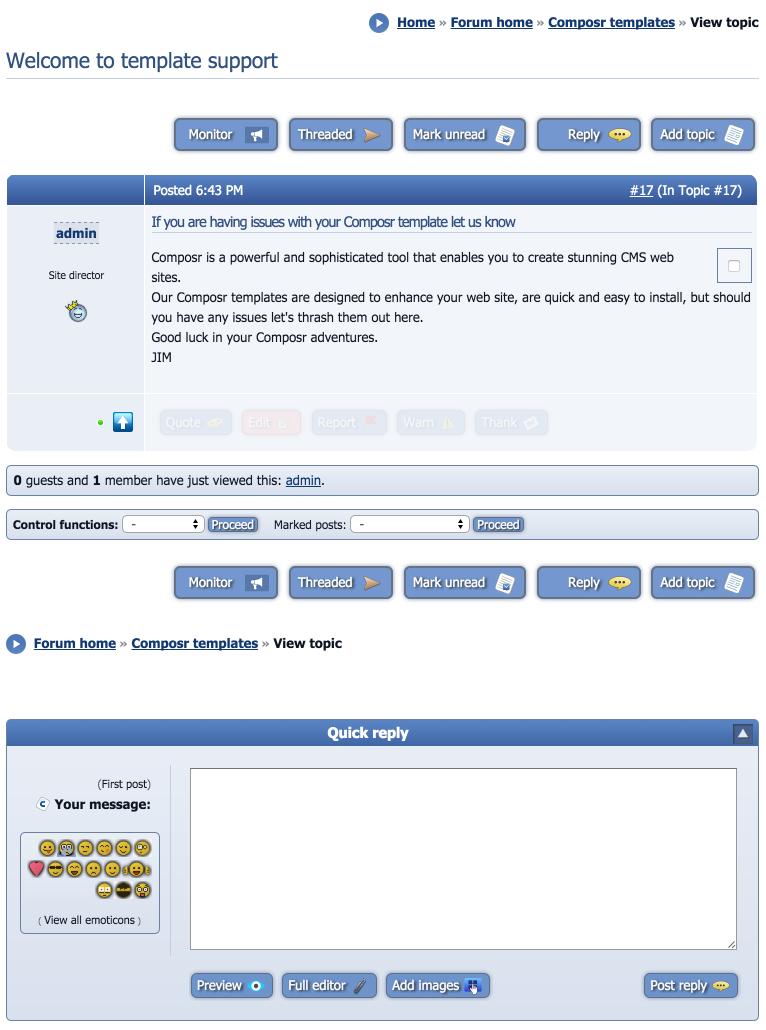 Home » Forum home » Composr templates » View topic
Welcome to template support
Monitor Threaded Mark unread Reply Add topic
Posted 6:43 PM #17 (In Topic #17)
admin
Site director
If you are having issues with your Composr template let us know
Composr is a powerful and sophisticated tool that enables you to create stunning CMS web
sites.
Our Composr templates are designed to enhance your web site, are quick and easy to install, but should
you have any issues let's thrash them out here.
Good luck in your Composr adventures.
JIM
Quote Edit Report Warn Thank
0 guests and 1 member have just viewed this: admin.
Control functions: - Proceed Marked posts: - Proceed
Monitor Threaded Mark unread Reply Add topic
Forum home » Composr templates » View topic
Quick reply
(First post)
C Your message:
( View all emoticons )
Preview Full editor Add images Post reply